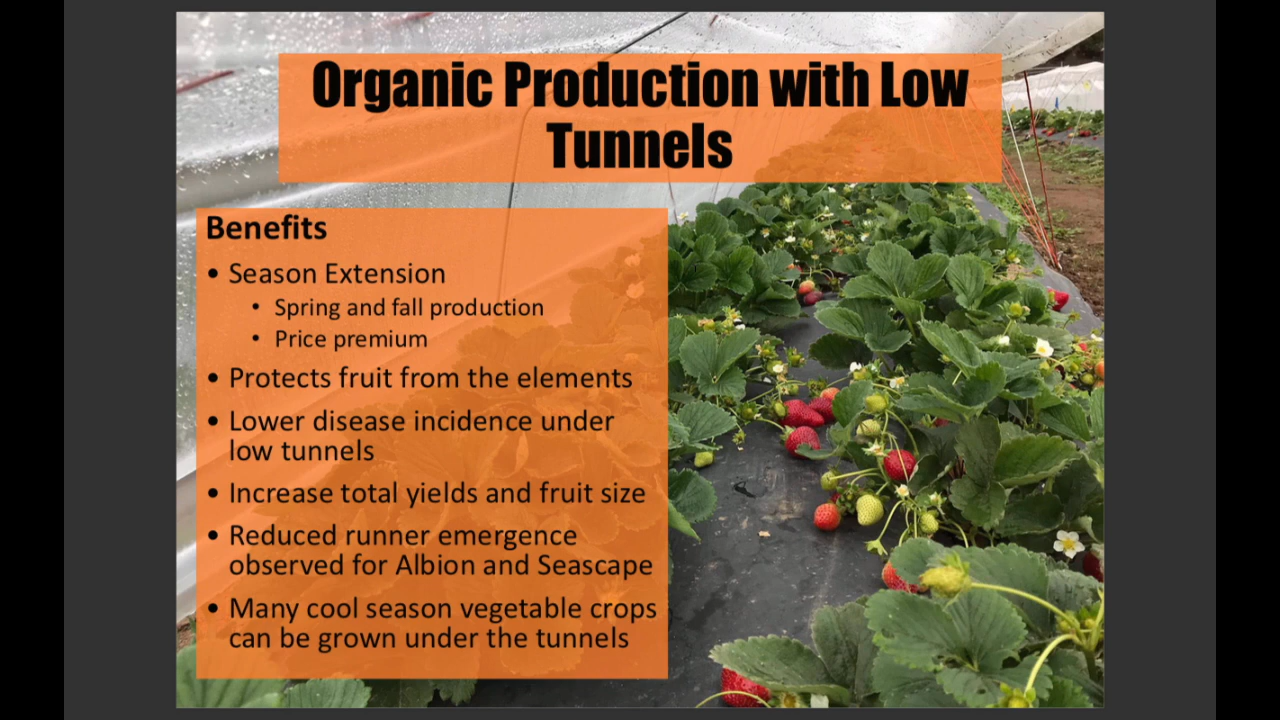 Organic Production with Low
Tunnels
Benefits
• Season Extension
• Spring and fall production
• Price premium
• Protects fruit from the elements
• Lower disease incidence under
low tunnels
• Increase total yields and fruit size
• Reduced runner emergence
observed for Albion and Seascape
• Many cool season vegetable crops
can be grown under the tunnels